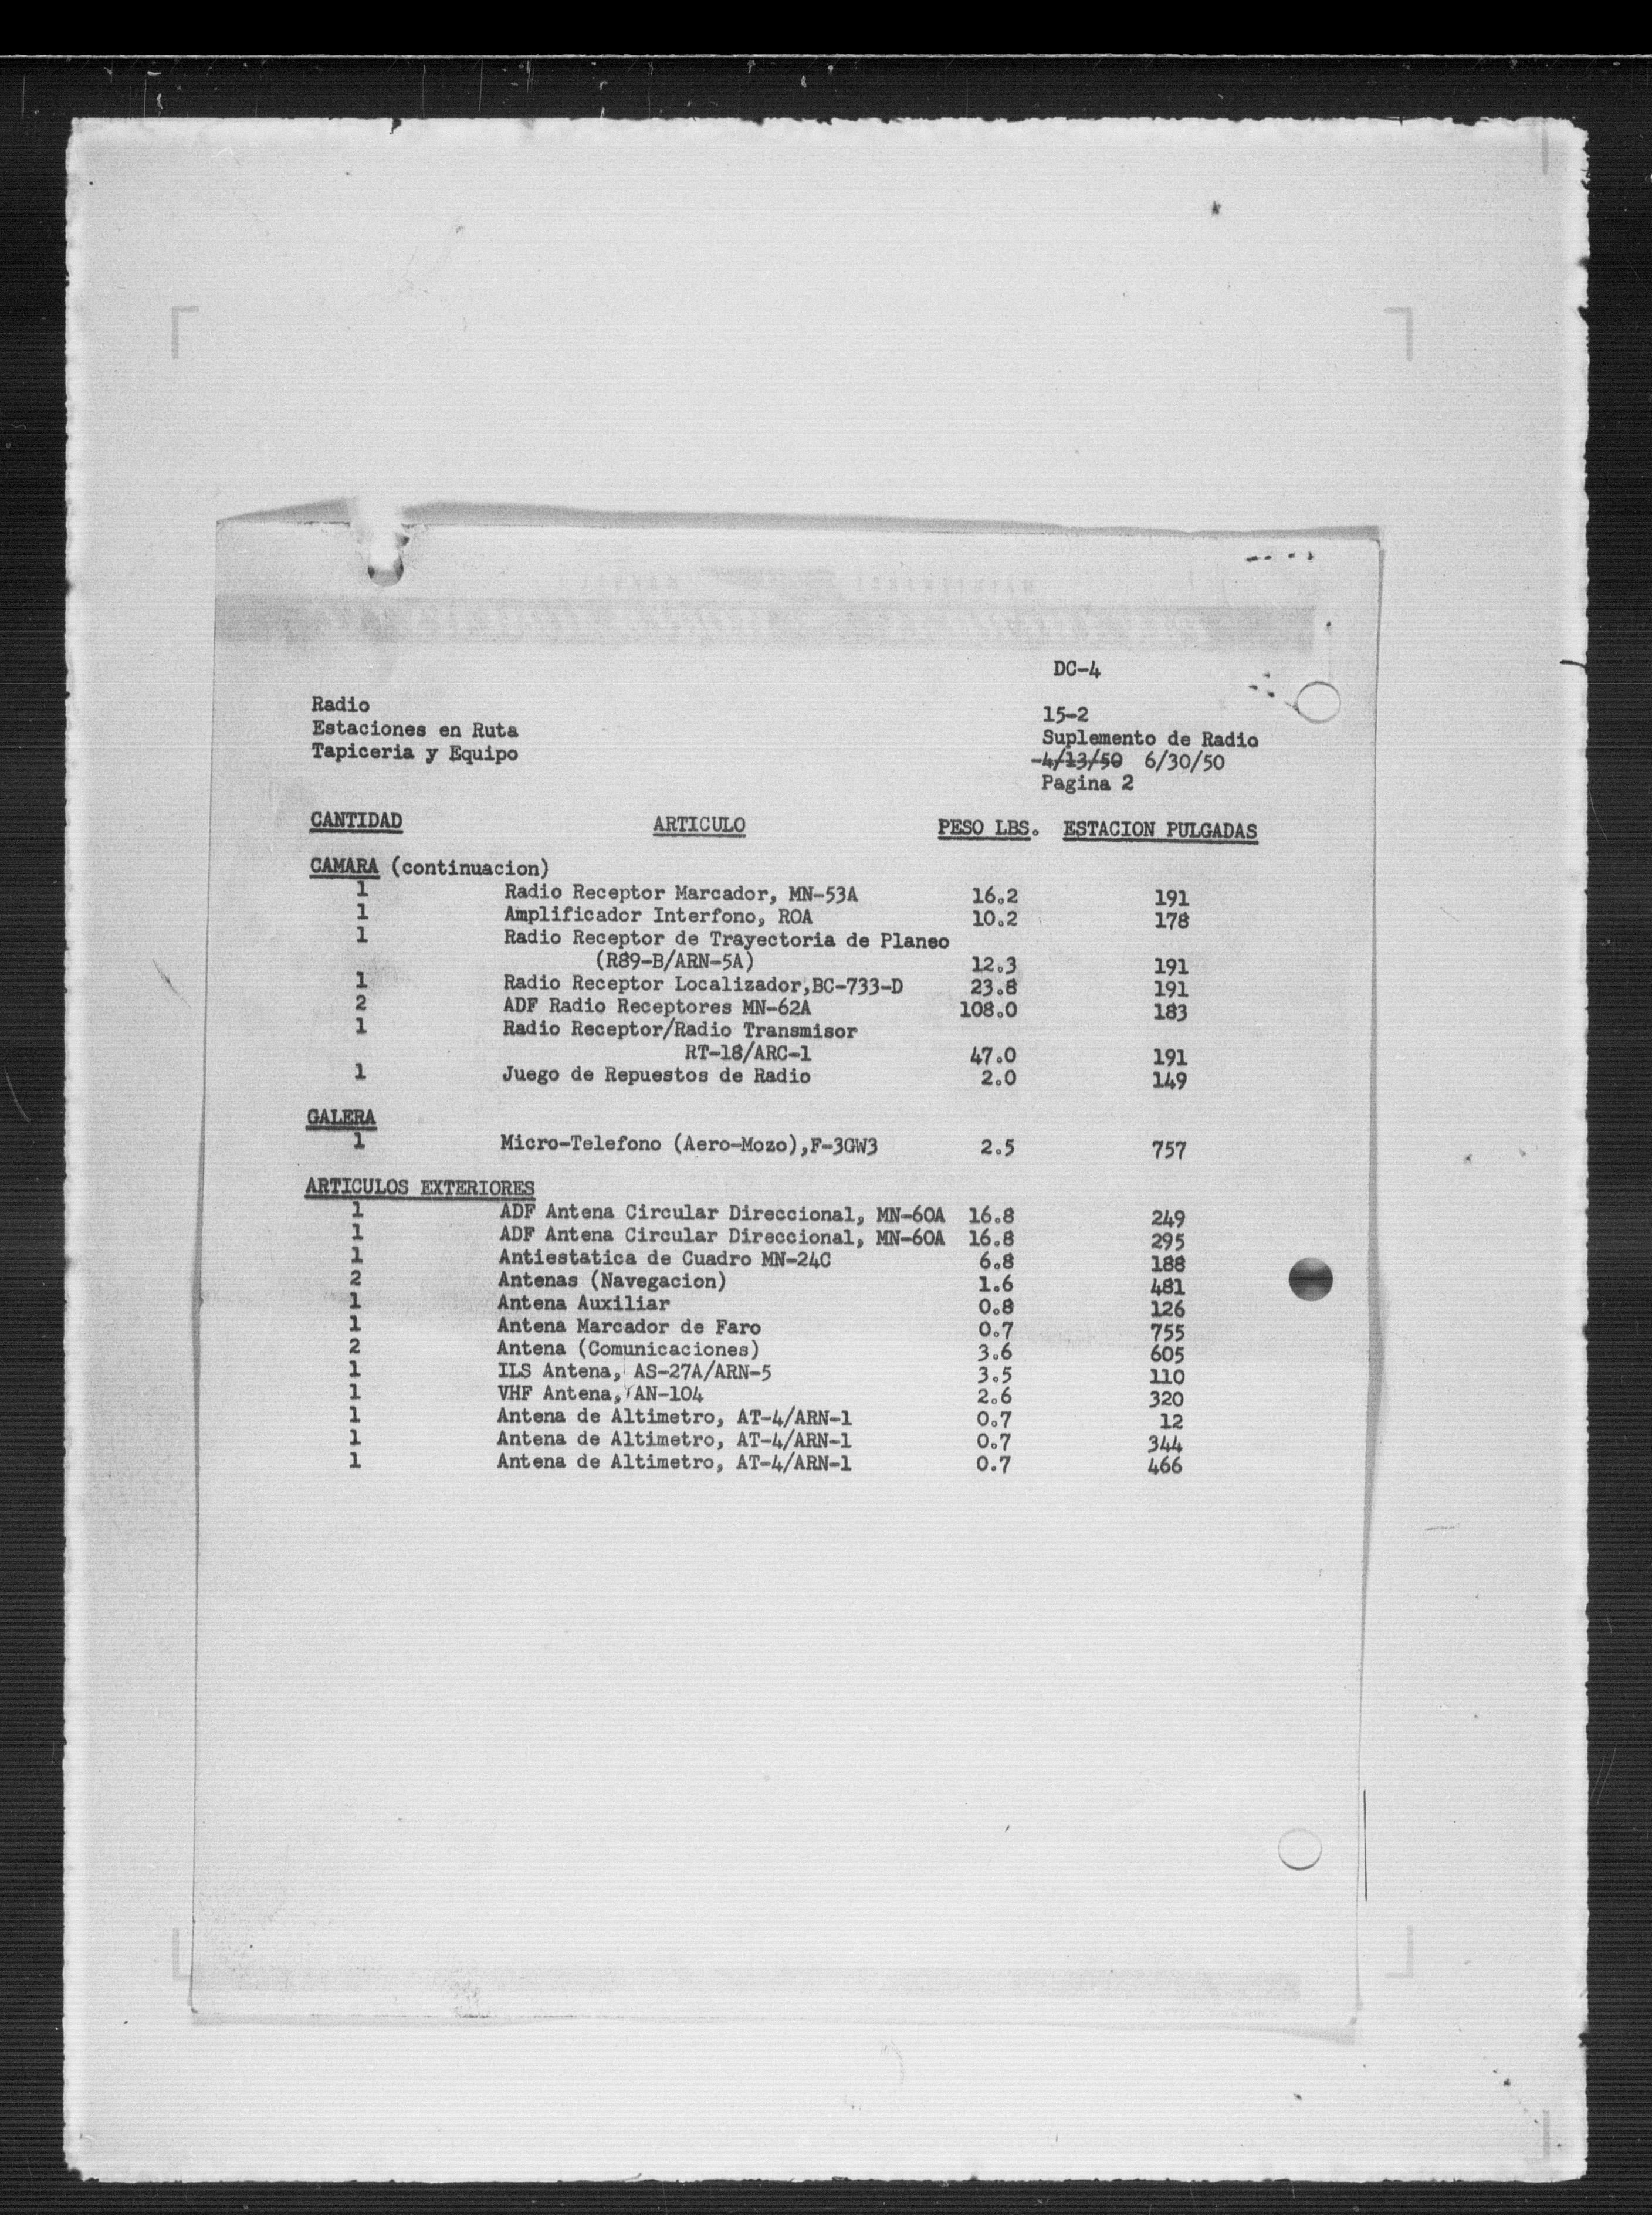 DC-4
Radio
Estaciones en Ruta
Tapiceria y Equipo
15-2
Suplemento de Radio
-4/13/50 6/30/50
Pagina 2
CANTIDAD ARTICULO PESO LBS. ESTACION PULGADAS
CAMARA (continuacion)
1 Radio Receptor Marcador, MN-53A 16.2 191
1 Amplificador Interfono, ROA 10.2 178
1 Radio Receptor de Trayectoria de Planeo
(R89-B/ARN-5A) 12.3 191
1 Radio Receptor Localizador,BC-733-D 23.8 191
2 ADF Radio Receptores MN-62A 108.0 183
1 Radio Receptor/Radio Transmisor
RT-18/ARC-1 47.0 191
1 Juego de Repuestos de Radio 2.0 149
GALERA
1 Micro-Telefono (Aero-Mozo),F-3GW3 2.5 757
ARTICULOS EXTERIORES
1 ADF Antena Circular Direccional, MN-60A 16.8 249
1 ADF Antena Circular Direccional, MN-60A 16.8 295
1 Antiestatica de Cuadro MN-24C 6.8 188
2 Antenas (Navegacion) 1.6 481
1 Antena Auxiliar 0.8 126
1 Antena Marcador de Faro 0.7 755
2 Antena (Comunicaciones) 3.6 605
1 ILS Antena, AS-27A/ARN-5 3.5 110
1 VHF Antena, AN-104 2.6 320
1 Antena de Altimetro, AT-4/ARN-1 0.7 12
1 Antena de Altimetro, AT-4/ARN-1 0.7 344
1 Antena de Altimetro, AT-4/ARN-1 0.7 466